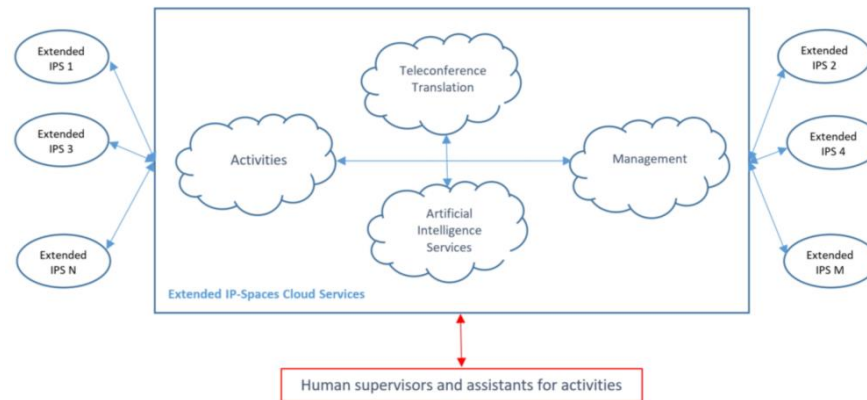 Extended
IPS 1
Extended
IPS 3
Extended
IPS N
Teleconference
Translation
Activities
Management
Artificial
Intelligence
Services
Extended IP-Spaces Cloud Services
Extended
IPS 2
Extended
IPS 4
Extended
IPS M
Human supervisors and assistants for activities